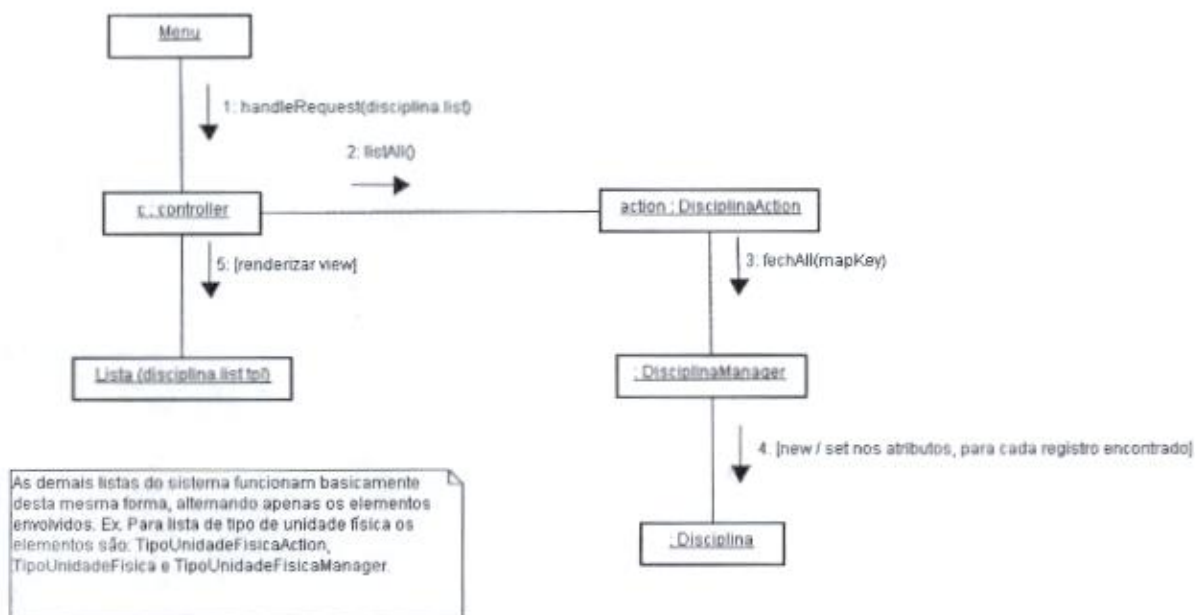 Menu
1: handleRequest(disciplina.list)
2: listAll()
c : controller
action : DisciplinaAction
5: [renderizar view]
3: fechAll(mapKey)
Lista (disciplina.list.tpl)
: DisciplinaManager
4. [new / set nos atributos, para cada registro encontrado]
: Disciplina
As demais listas do sistema funcionam basicamente
desta mesma forma, alternando apenas os elementos
envolvidos. Ex. Para lista de tipo de unidade física os
elementos são: TipoUnidadeFisicaAction,
TipoUnidadeFisica e TipoUnidadeFisicaManager.